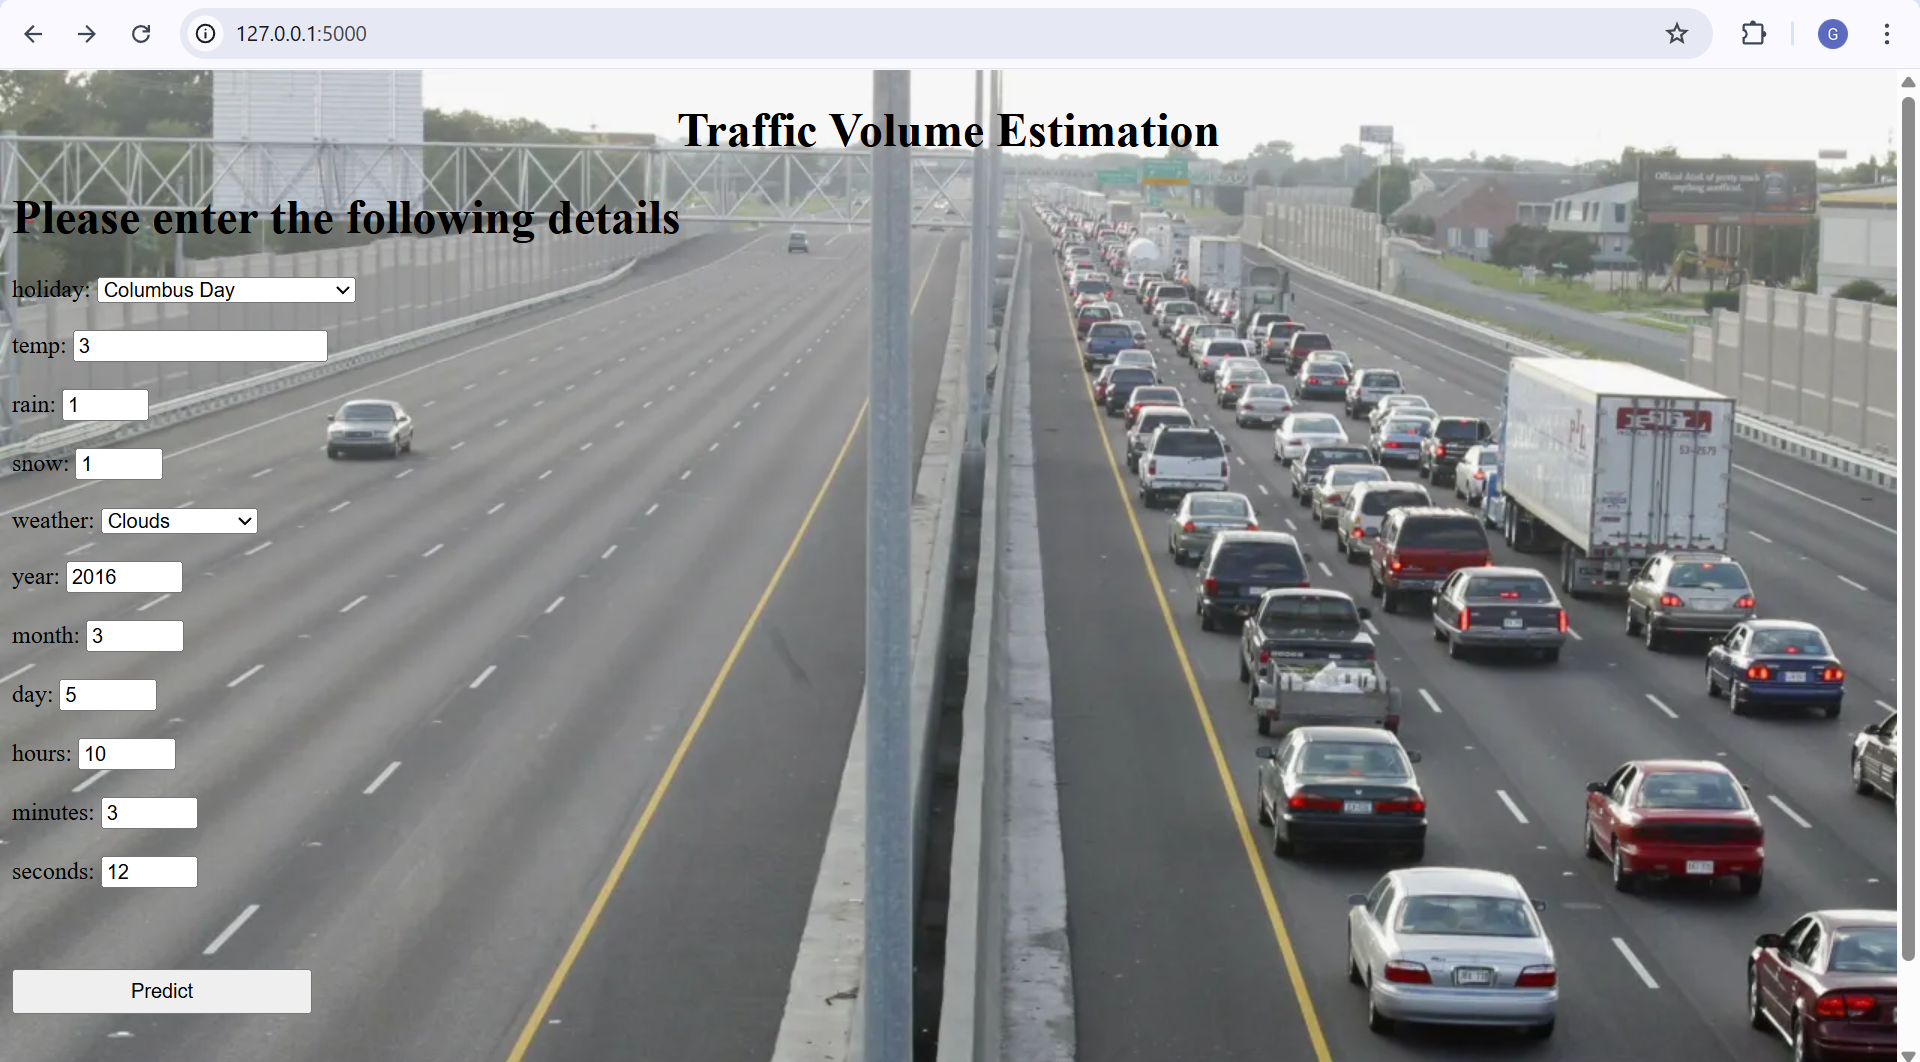 127.0.0.1:5000
G
Traffic Volume Estimation
Please enter the following details
holiday: Columbus Day
temp: 3
rain: 1
snow: 1
weather: Clouds
year: 2016
month: 3
day: 5
hours: 10
minutes: 3
seconds: 12
Predict